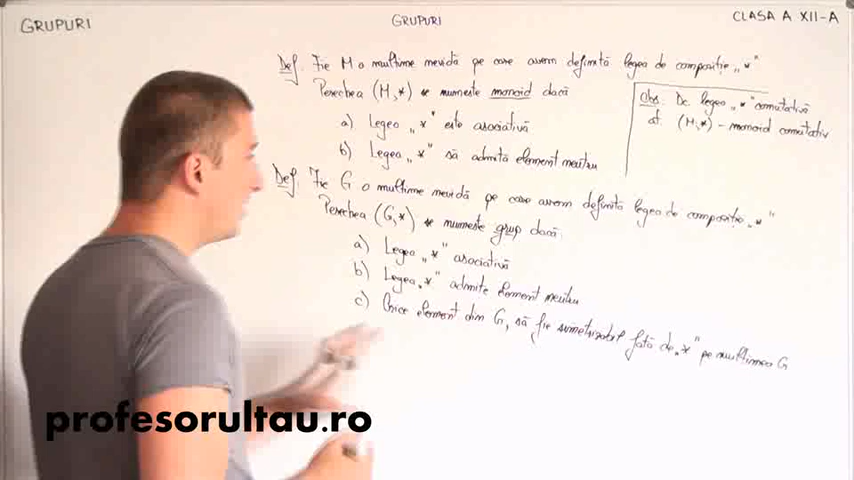 GRUPURI
GRUPURI
CLASA A XII-A
Def. Fie M o mulțime nevidă pe care avem definită legea de compoziție „*"
Perechea (M,*) se numește monoid dacă
a) Legea „*" este asociativă
b) Legea „*" să admită element neutru
Obs. Dc. legea „*" comutativă
at. (M,*) - monoid comutativ
Def. Fie G o mulțime nevidă pe care avem definită legea de compoziție „*"
Perechea (G,*) se numește grup dacă
a) Legea „*" asociativă
b) Legea „*" admite element neutru
c) Orice element din G, să fie simetrizabil față de „*" pe mulțimea G
profesorultau.ro